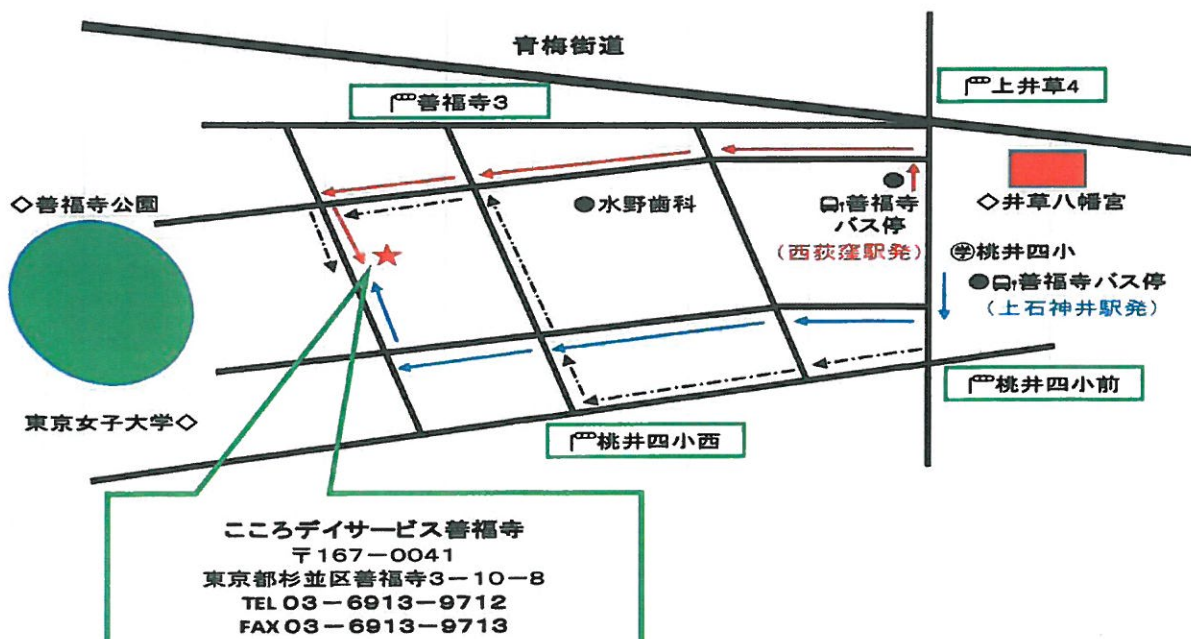 青梅街道
善福寺3
上井草4
◇善福寺公園
●水野歯科
善福寺
バス停
(西荻窪駅発)
◇井草八幡宮
学桃井四小
●善福寺バス停
(上石神井駅発)
東京女子大学◇
桃井四小前
桃井四小西
こころデイサービス善福寺
〒167-0041
東京都杉並区善福寺3-10-8
TEL 03-6913-9712
FAX 03-6913-9713